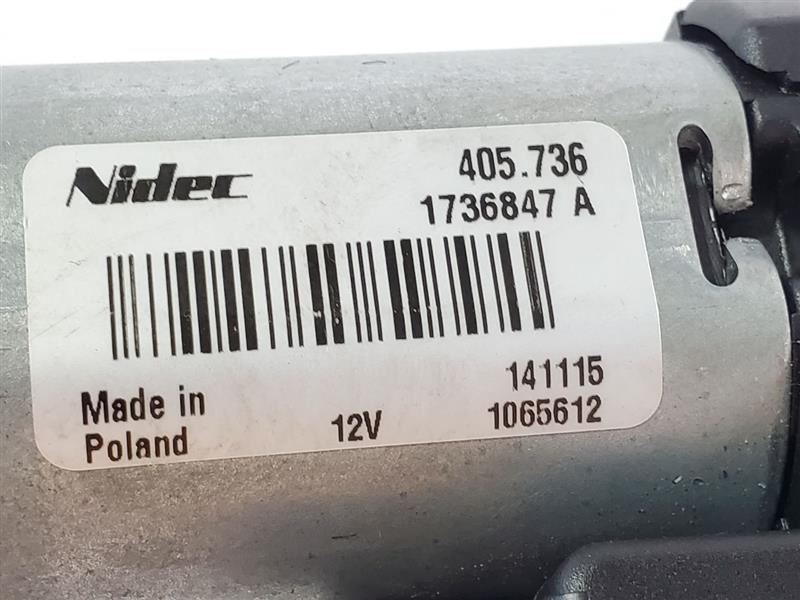 Nidec
405.736
1736847 A
141115
Made in
Poland
12V
1065612